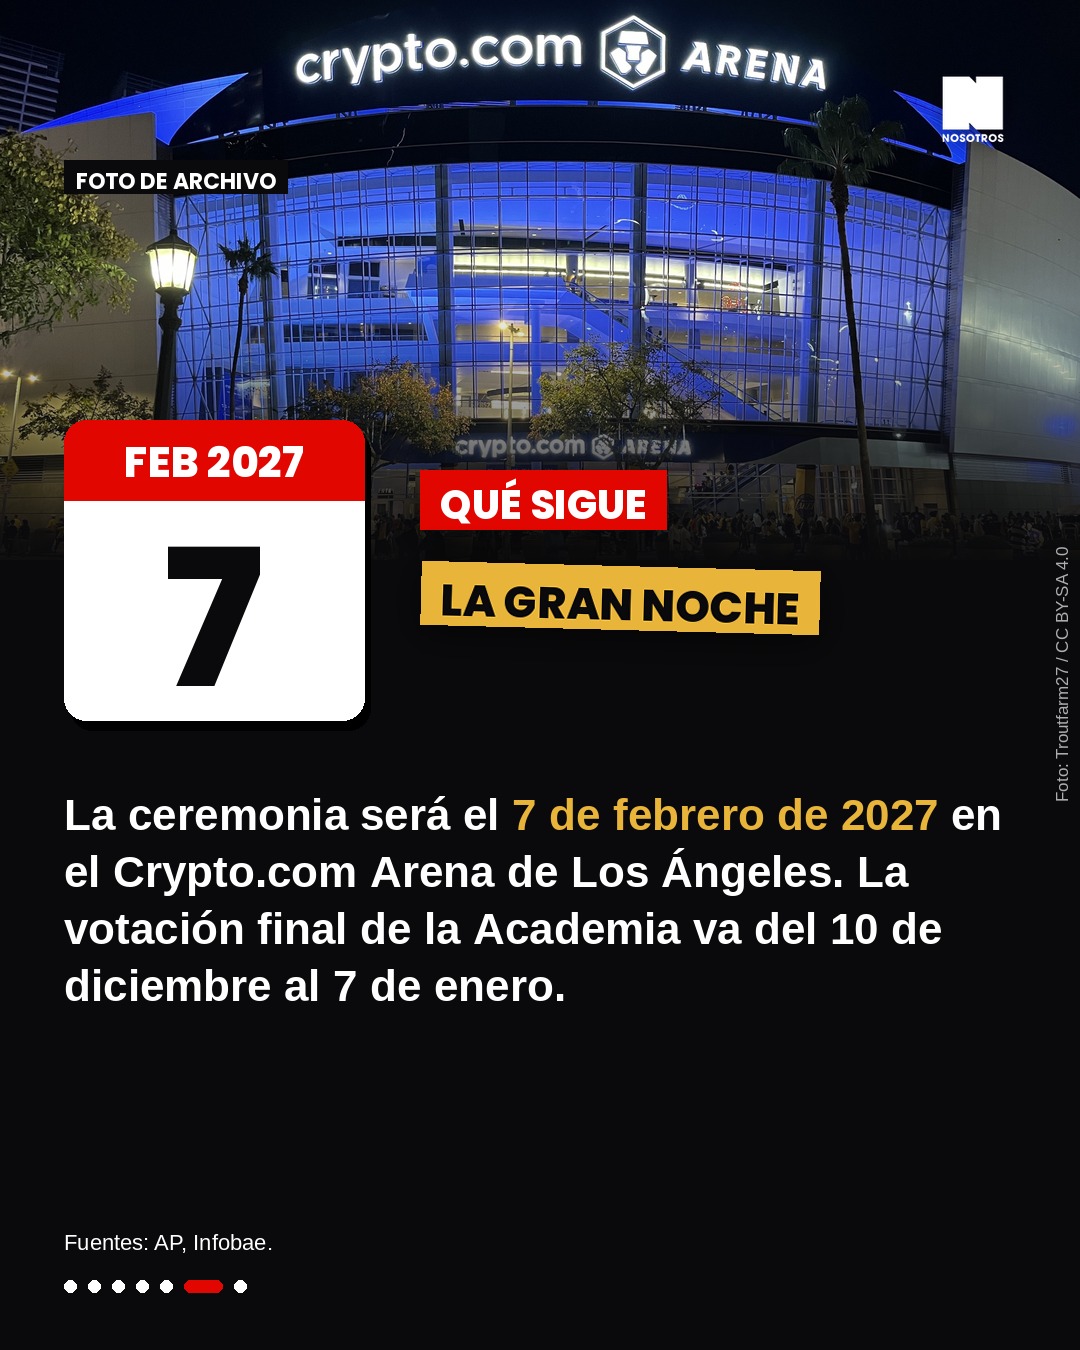 crypto.com ARENA
NOSOTROS
FOTO DE ARCHIVO
crypto.com ARENA
FEB 2027
7
QUÉ SIGUE
LA GRAN NOCHE
Foto: Troutfarm27 / CC BY-SA 4.0
La ceremonia será el 7 de febrero de 2027 en
el Crypto.com Arena de Los Ángeles. La
votación final de la Academia va del 10 de
diciembre al 7 de enero.
Fuentes: AP, Infobae.